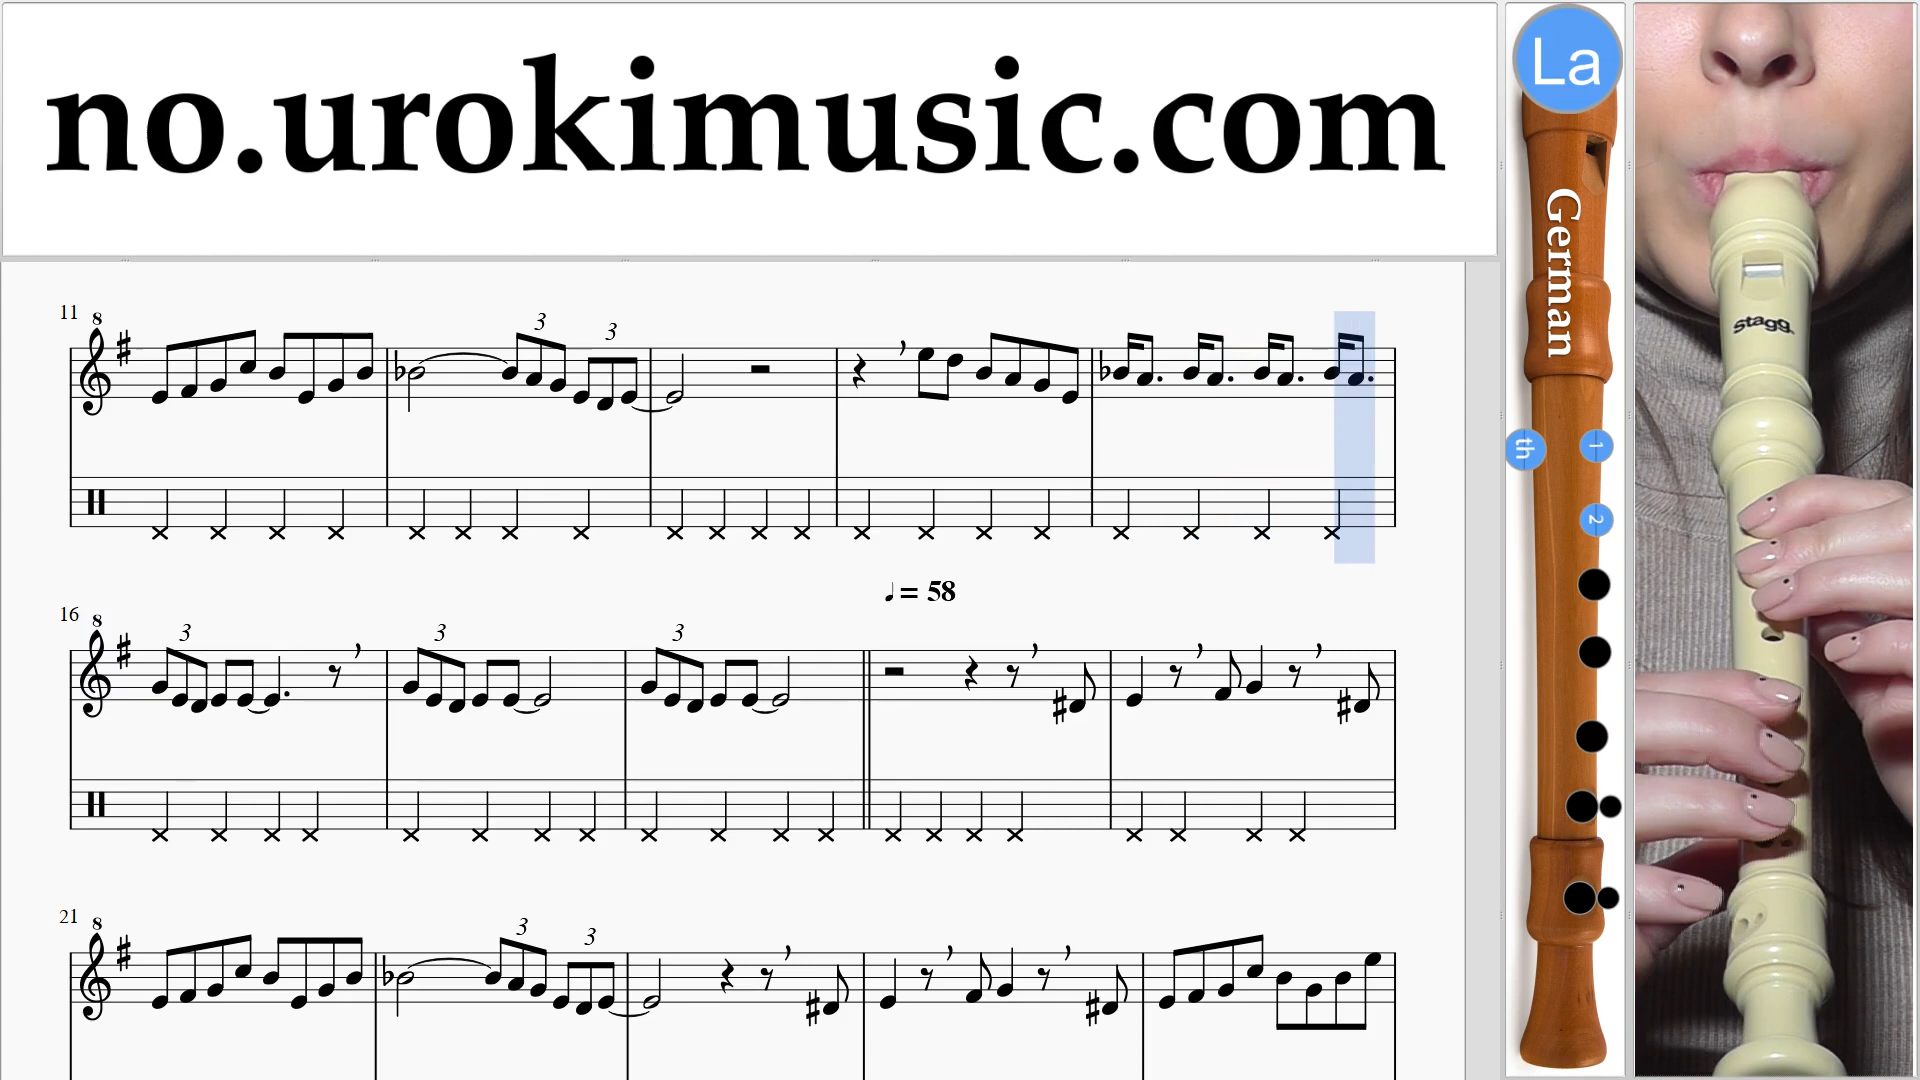 no.urokimusic.com
La
German
Stagg
11
8
3
3
th
1
2
♩ = 58
16
8
3
3
3
21
8
3
3